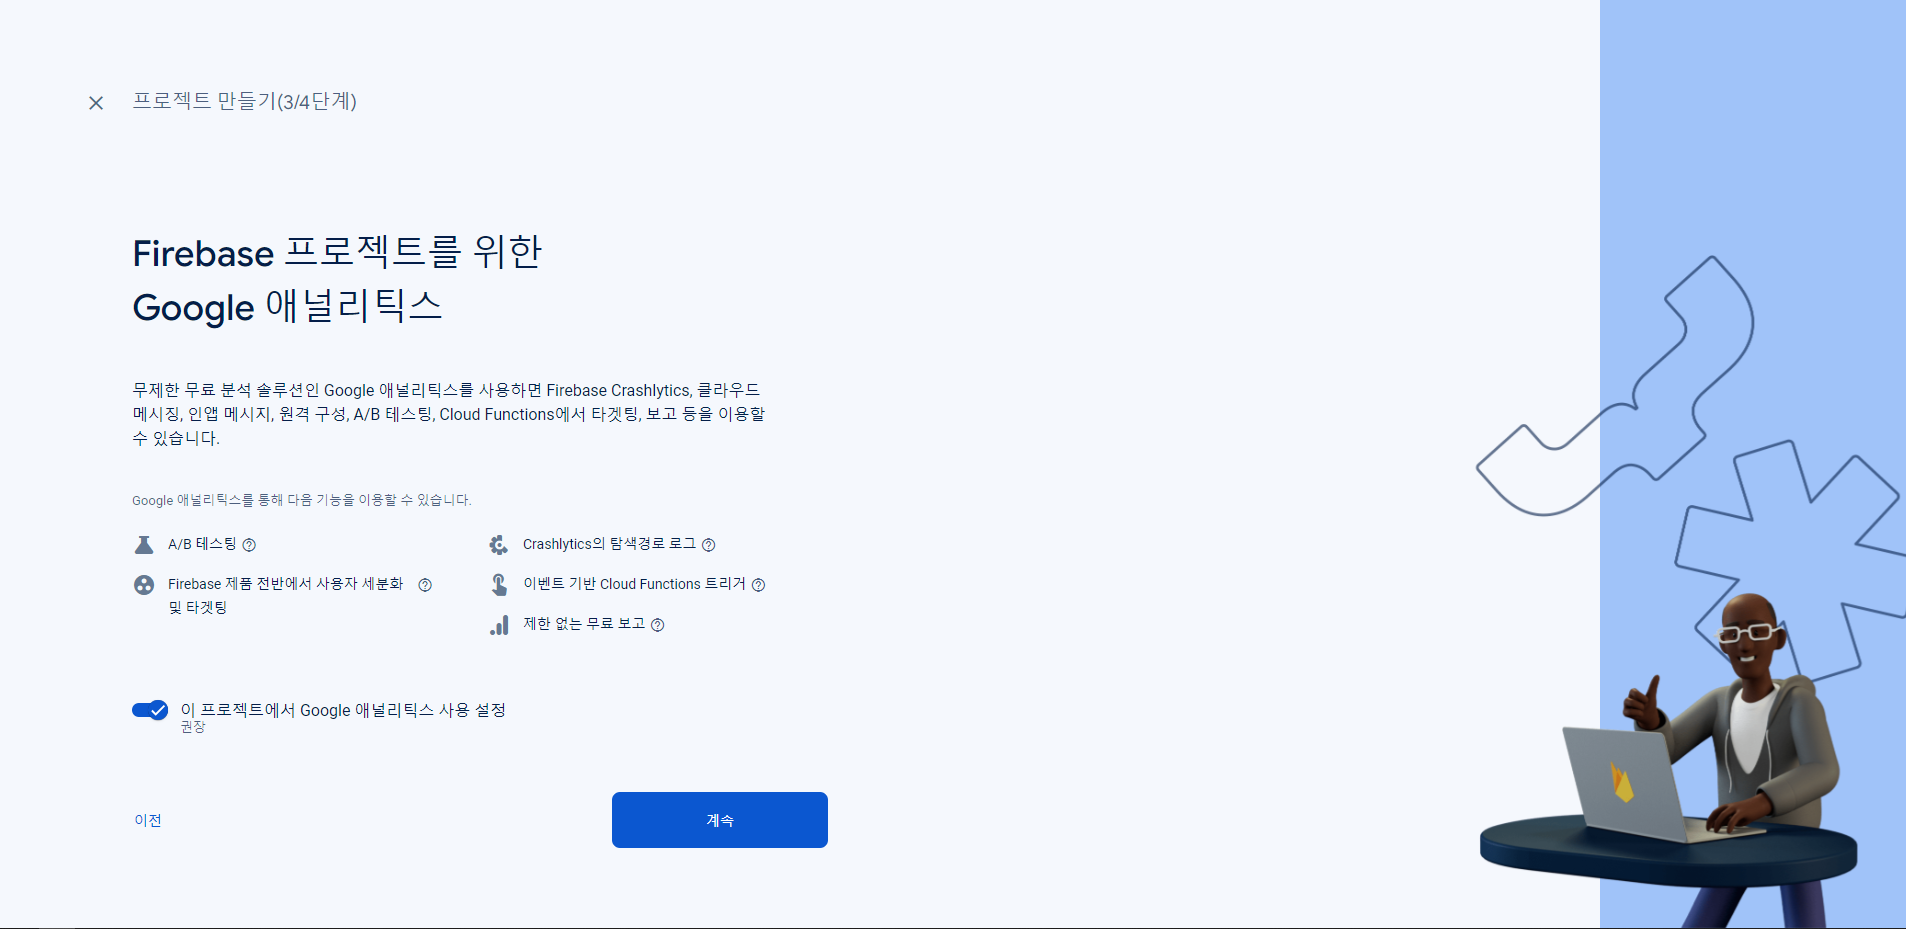 프로젝트 만들기(3/4단계)
Firebase 프로젝트를 위한
Google 애널리틱스
무제한 무료 분석 솔루션인 Google 애널리틱스를 사용하면 Firebase Crashlytics, 클라우드
메시징, 인앱 메시지, 원격 구성, A/B 테스팅, Cloud Functions에서 타겟팅, 보고 등을 이용할
수 있습니다.
Google 애널리틱스를 통해 다음 기능을 이용할 수 있습니다.
A/B 테스팅
Firebase 제품 전반에서 사용자 세분화
및 타겟팅
Crashlytics의 탐색경로 로그
이벤트 기반 Cloud Functions 트리거
제한 없는 무료 보고
이 프로젝트에서 Google 애널리틱스 사용 설정
권장
이전
계속